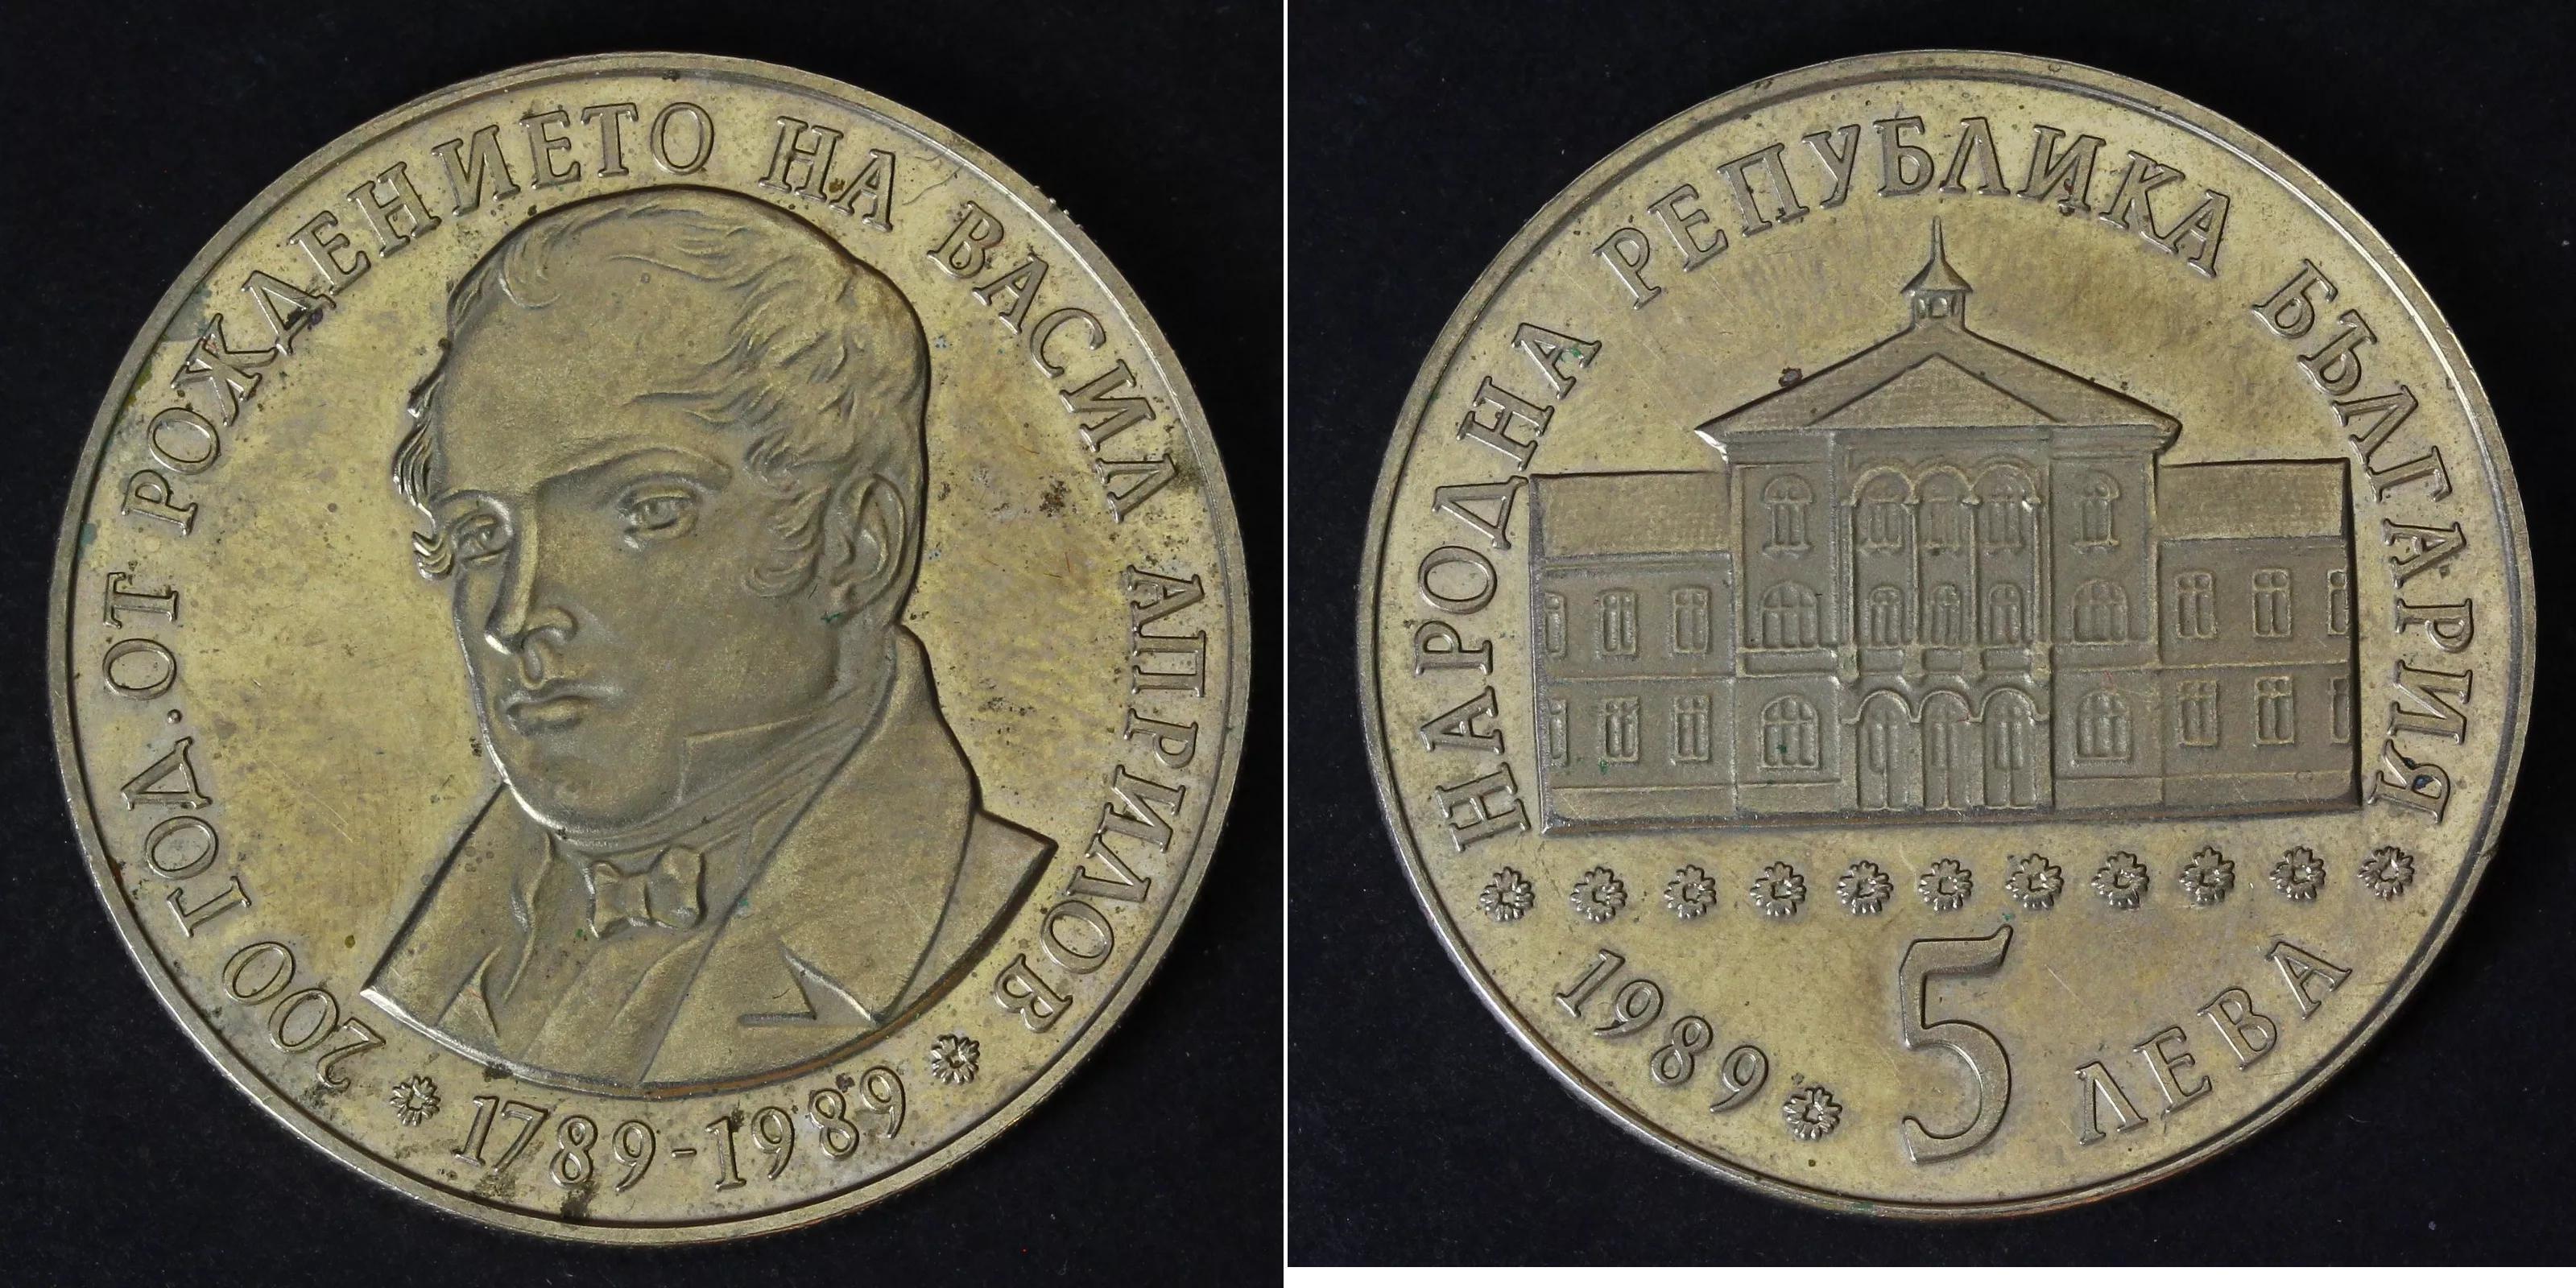 200 ГОД. ОТ РОЖДЕНИЕТО НА ВАСИЛ АПРИЛОВ
1789-1989
НАРОДНА РЕПУБЛИКА БЪЛГАРИЯ
1989 5 ЛЕВА